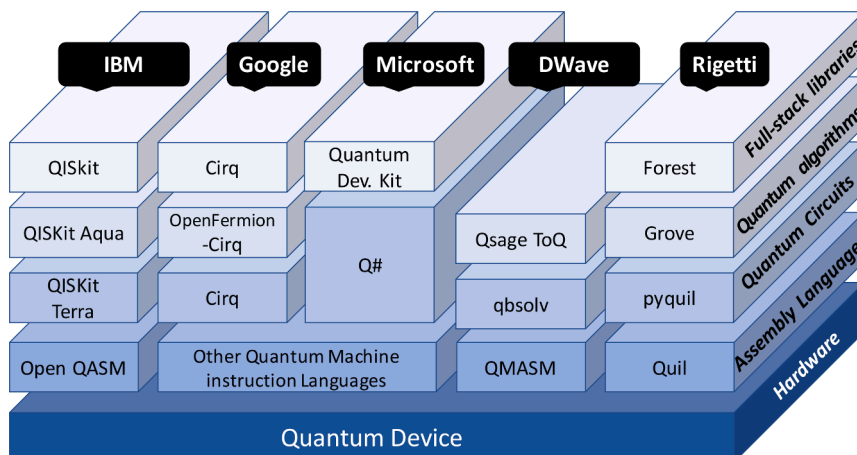 IBM
Google
Microsoft
DWave
Rigetti
Full-stack libraries
QISkit
Cirq
Quantum
Dev. Kit
Forest
Quantum algorithms
QISKit Aqua
OpenFermion
-Cirq
Q#
Qsage ToQ
Grove
Quantum Circuits
QISKit
Terra
Cirq
qbsolv
pyquil
Assembly Language
Open QASM
Other Quantum Machine
instruction Languages
QMASM
Quil
Hardware
Quantum Device